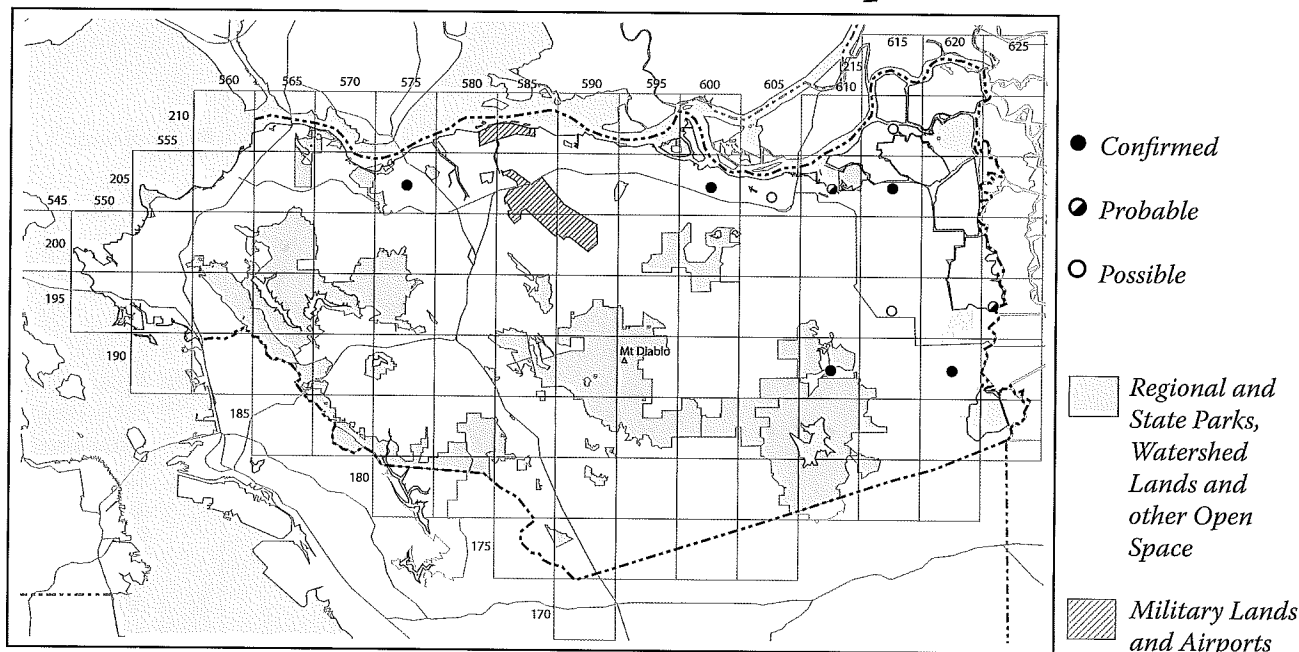 615 620 625
560 565 570 575 580 585 590 595 600 605 610 215
210
555
205
545 550
200
195
190
Mt Diablo
185
180
175
170
Confirmed
Probable
Possible
Regional and
State Parks,
Watershed
Lands and
other Open
Space
Military Lands
and Airports